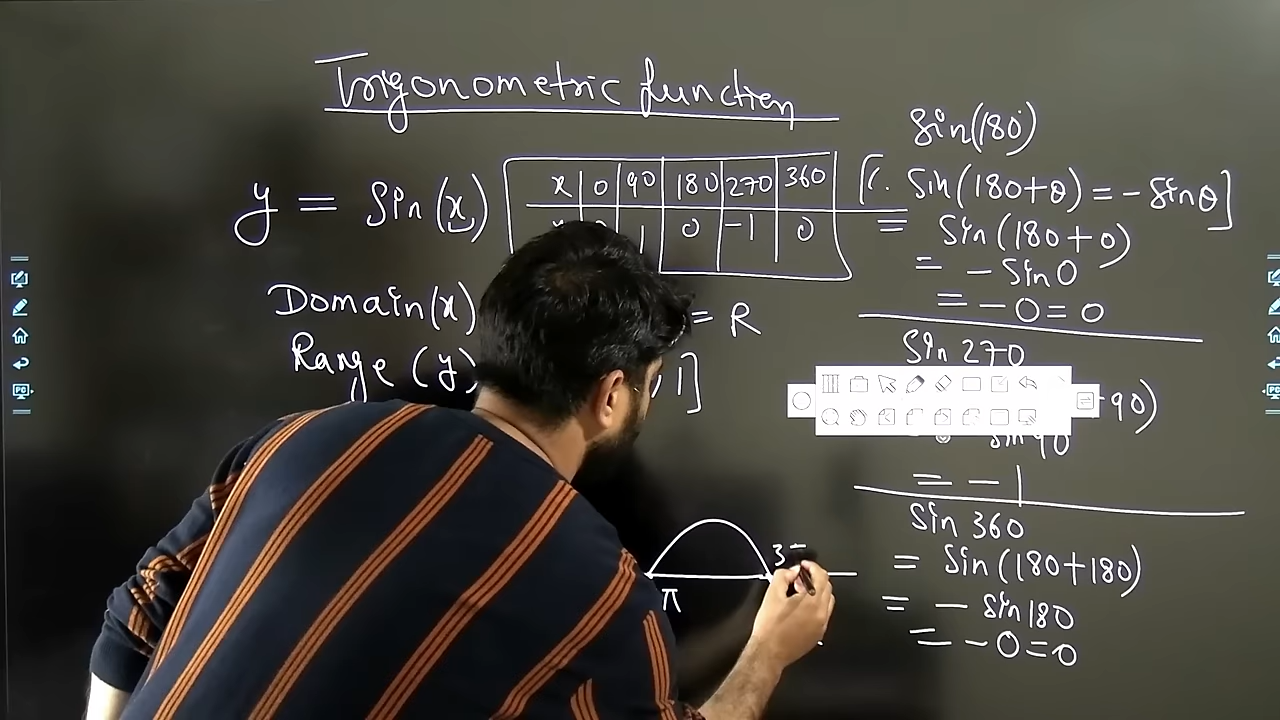 Trigonometric function
y = Sin(x)
x 0 90 180 270 360
1 0 -1 0
Domain(x) = R
Range (y) , 1]
π
3π
Sin(180°)
[∵ Sin(180+θ) = -Sinθ]
= Sin(180+0)
= - Sin0
= -0 = 0
Sin 270
90)
Sin 90
= -1
Sin 360
= Sin(180+180)
= - Sin180
= -0=0
PC